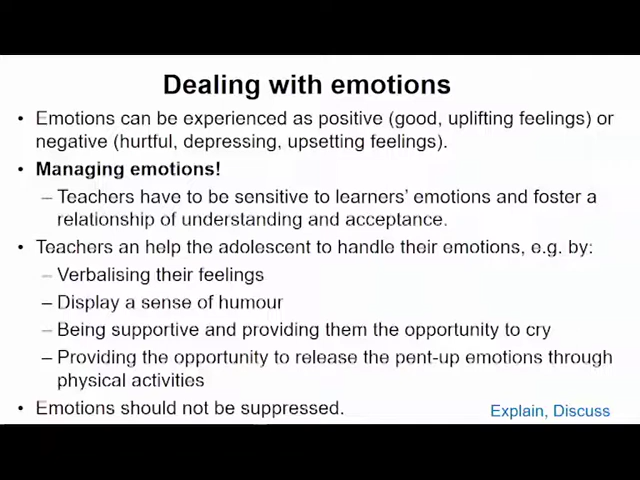 Dealing with emotions
• Emotions can be experienced as positive (good, uplifting feelings) or
negative (hurtful, depressing, upsetting feelings).
• Managing emotions!
– Teachers have to be sensitive to learners' emotions and foster a
relationship of understanding and acceptance.
• Teachers an help the adolescent to handle their emotions, e.g. by:
– Verbalising their feelings
– Display a sense of humour
– Being supportive and providing them the opportunity to cry
– Providing the opportunity to release the pent-up emotions through
physical activities
• Emotions should not be suppressed.
Explain, Discuss